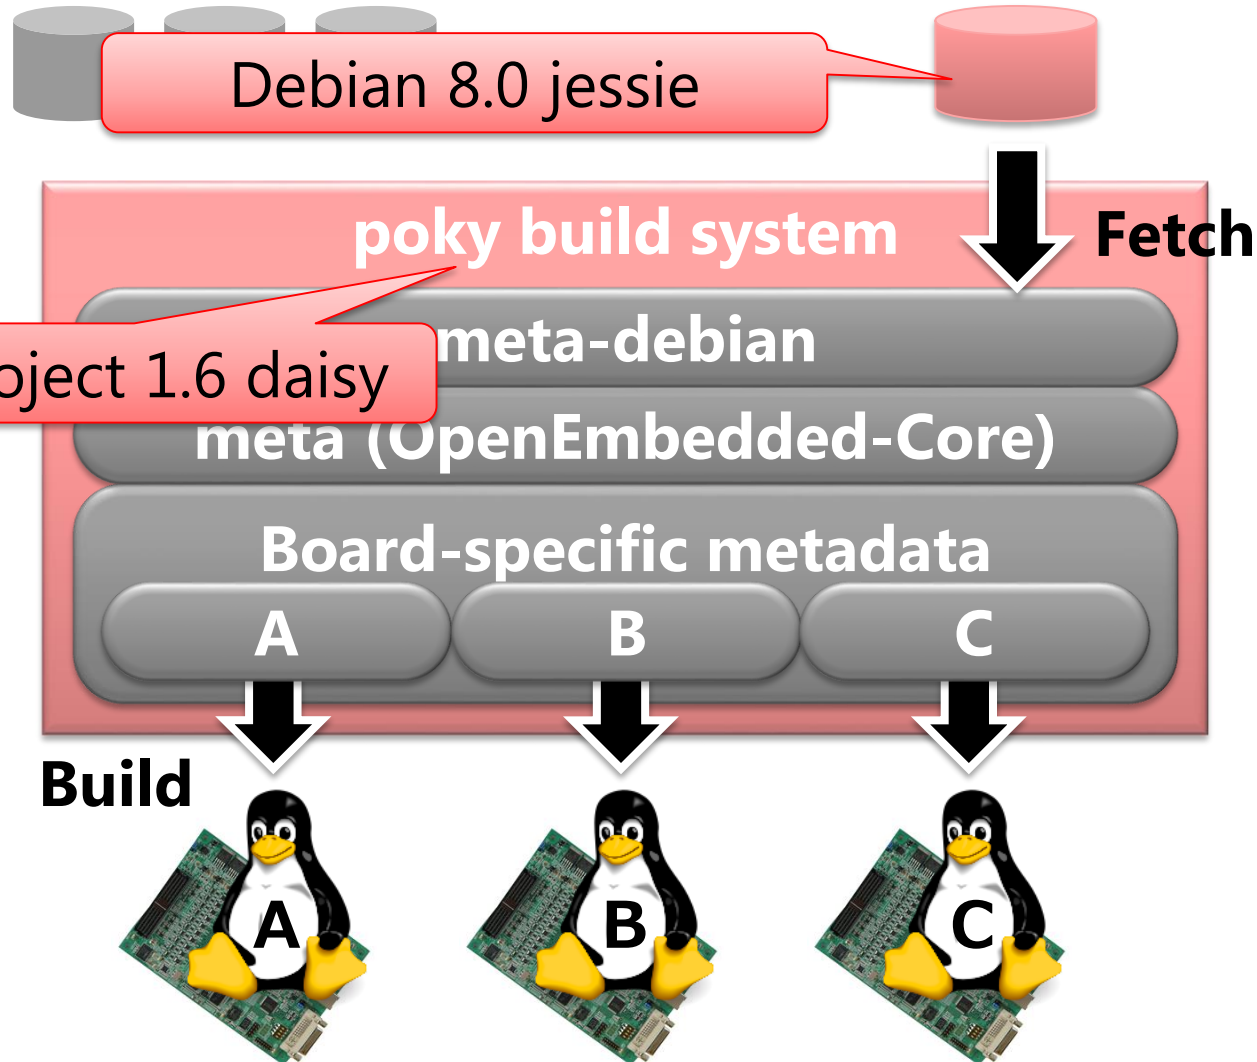 Debian 8.0 jessie
poky build system
Fetch
meta-debian
1.6 daisy
meta (OpenEmbedded-Core)
Board-specific metadata
A
B
C
Build
A
B
C